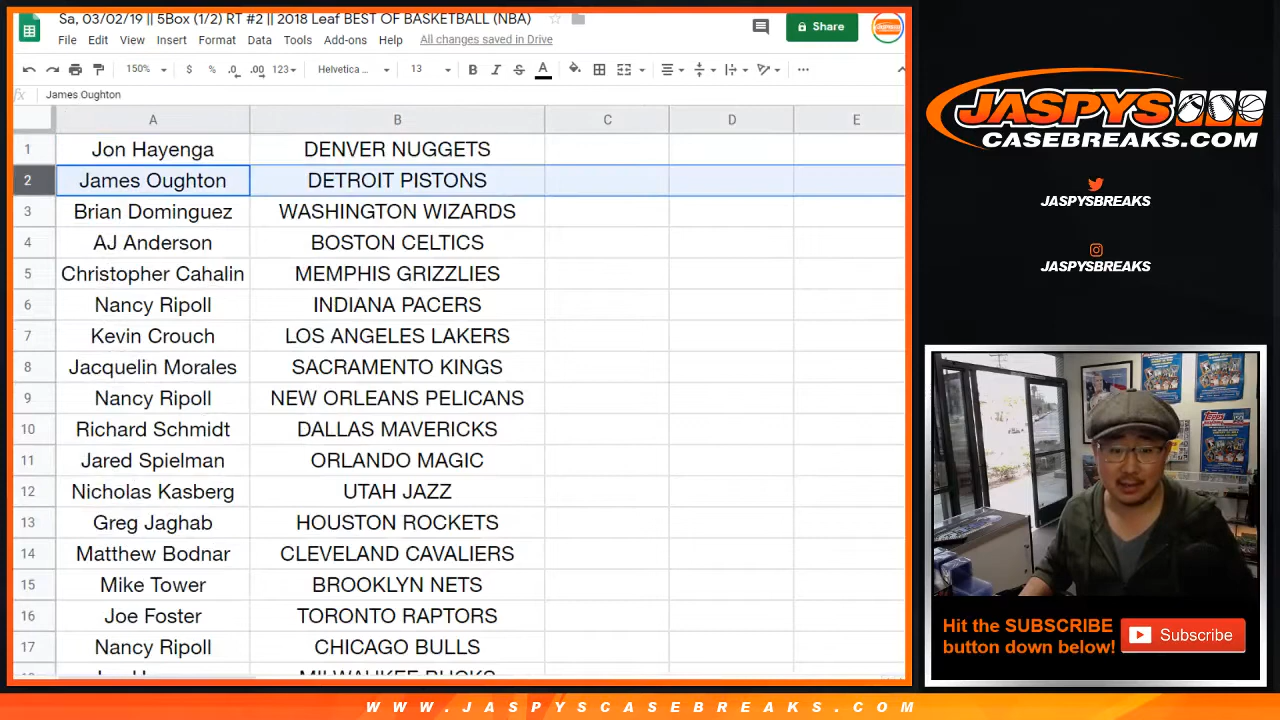 Sa, 03/02/19 || 5Box (1/2) RT #2 || 2018 Leaf BEST OF BASKETBALL (NBA)
File Edit View Insert Format Data Tools Add-ons Help All changes saved in Drive
Share
150% $ % .0 .00 123 Helvetica ... 13 B I S A
fx James Oughton
A B C D E
1 Jon Hayenga DENVER NUGGETS
2 James Oughton DETROIT PISTONS
3 Brian Dominguez WASHINGTON WIZARDS
4 AJ Anderson BOSTON CELTICS
5 Christopher Cahalin MEMPHIS GRIZZLIES
6 Nancy Ripoll INDIANA PACERS
7 Kevin Crouch LOS ANGELES LAKERS
8 Jacquelin Morales SACRAMENTO KINGS
9 Nancy Ripoll NEW ORLEANS PELICANS
10 Richard Schmidt DALLAS MAVERICKS
11 Jared Spielman ORLANDO MAGIC
12 Nicholas Kasberg UTAH JAZZ
13 Greg Jaghab HOUSTON ROCKETS
14 Matthew Bodnar CLEVELAND CAVALIERS
15 Mike Tower BROOKLYN NETS
16 Joe Foster TORONTO RAPTORS
17 Nancy Ripoll CHICAGO BULLS
MILWAUKEE BUCKS
JASPYS
CASEBREAKS.COM
JASPYSBREAKS
JASPYSBREAKS
Topps
Hit the SUBSCRIBE
button down below!
Subscribe
WWW.JASPYSCASEBREAKS.COM